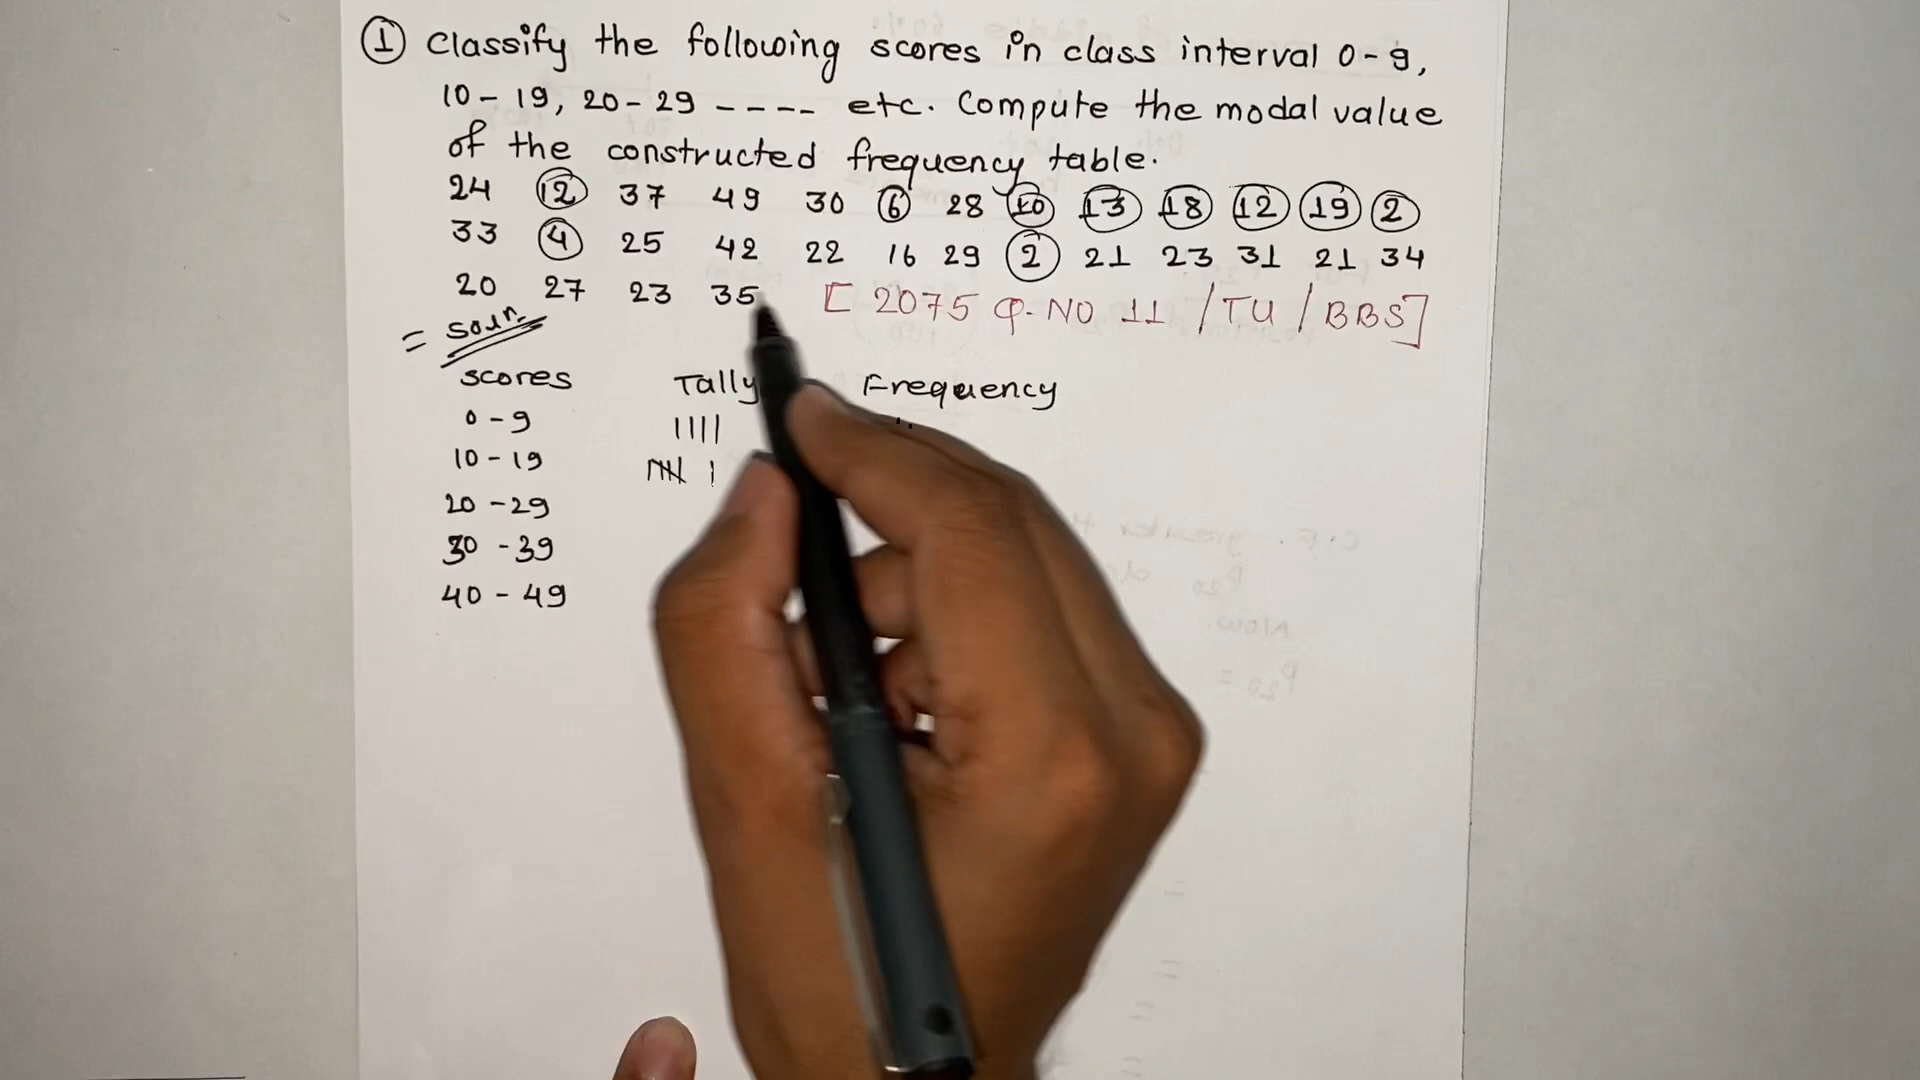 ① Classify the following scores in class interval 0-9,
10-19, 20-29 ---- etc. Compute the modal value
of the constructed frequency table.
24 12 37 49 30 6 28 10 13 18 12 19 2
33 4 25 42 22 16 29 2 21 23 31 21 34
20 27 23 35 [2075 Q.NO 11 /TU/BBS]
= Soln.
Scores Tally Frequency
0-9 ||||
10-19 |||| |
20-29
30-39
40-49